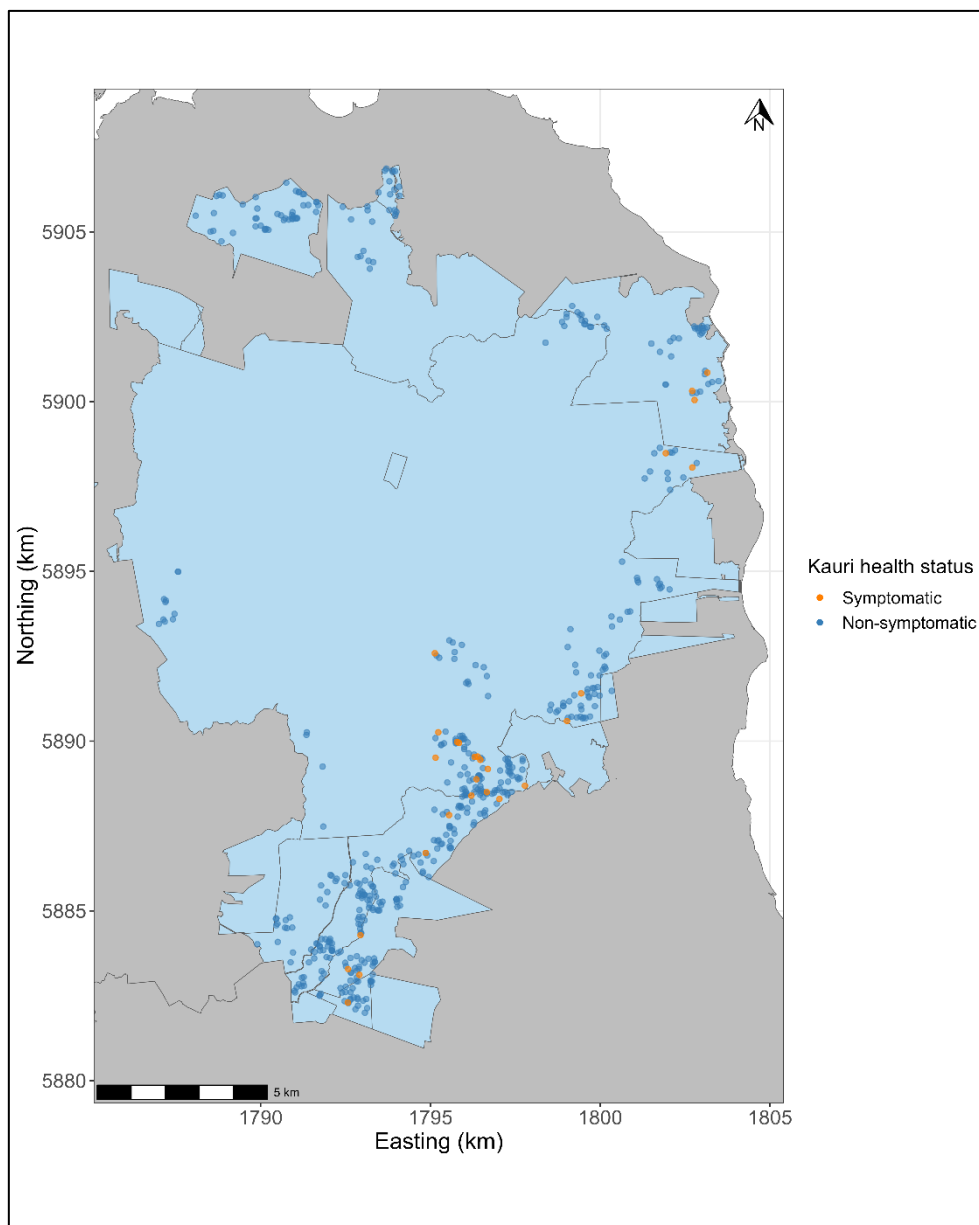 N
5905
5900
5895
5890
5885
5880
Northing (km)
5 km
1790
1795
1800
1805
Easting (km)
Kauri health status
Symptomatic
Non-symptomatic